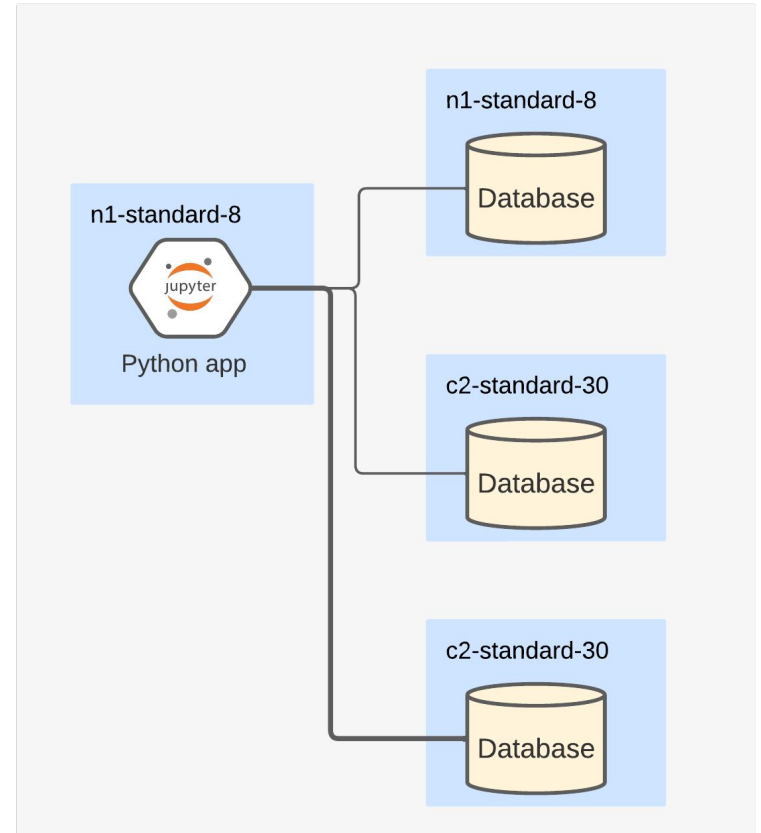 n1-standard-8
Database
n1-standard-8
jupyter
Python app
c2-standard-30
Database
c2-standard-30
Database